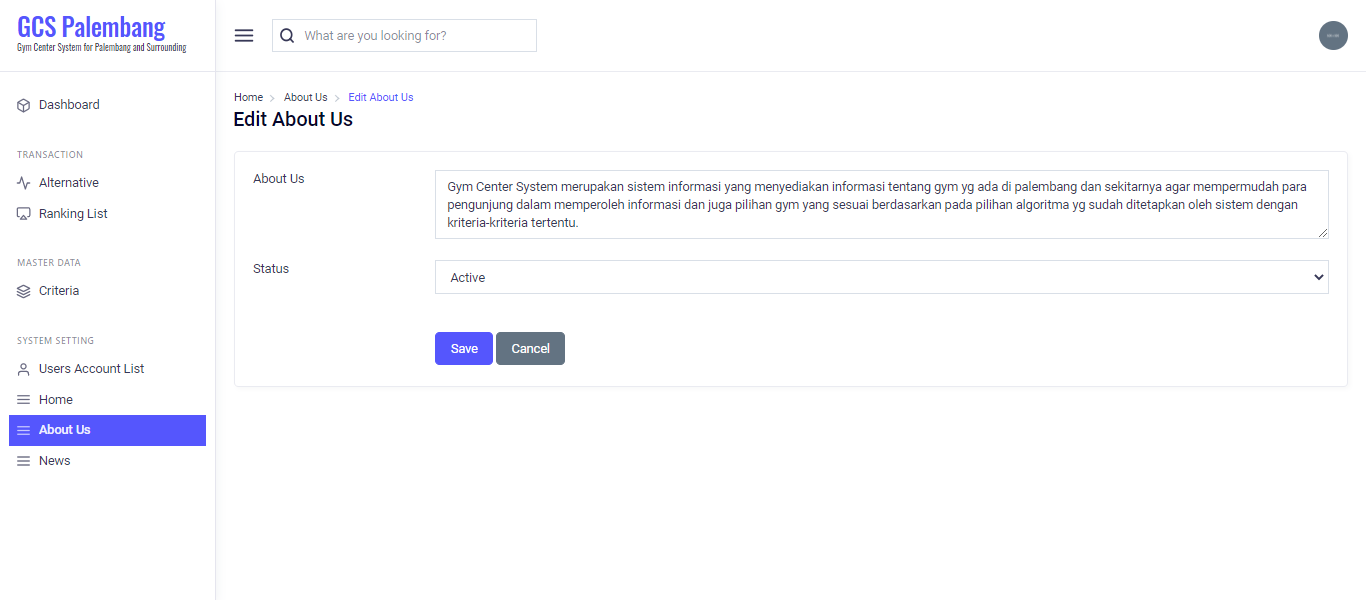 GCS Palembang
Gym Center System for Palembang and Surrounding
What are you looking for?
Dashboard
TRANSACTION
Alternative
Ranking List
MASTER DATA
Criteria
SYSTEM SETTING
Users Account List
Home
About Us
News
Home > About Us > Edit About Us
Edit About Us
About Us
Gym Center System merupakan sistem informasi yang menyediakan informasi tentang gym yg ada di palembang dan sekitarnya agar mempermudah para
pengunjung dalam memperoleh informasi dan juga pilihan gym yang sesuai berdasarkan pada pilihan algoritma yg sudah ditetapkan oleh sistem dengan
kriteria-kriteria tertentu.
Status
Active
Save Cancel